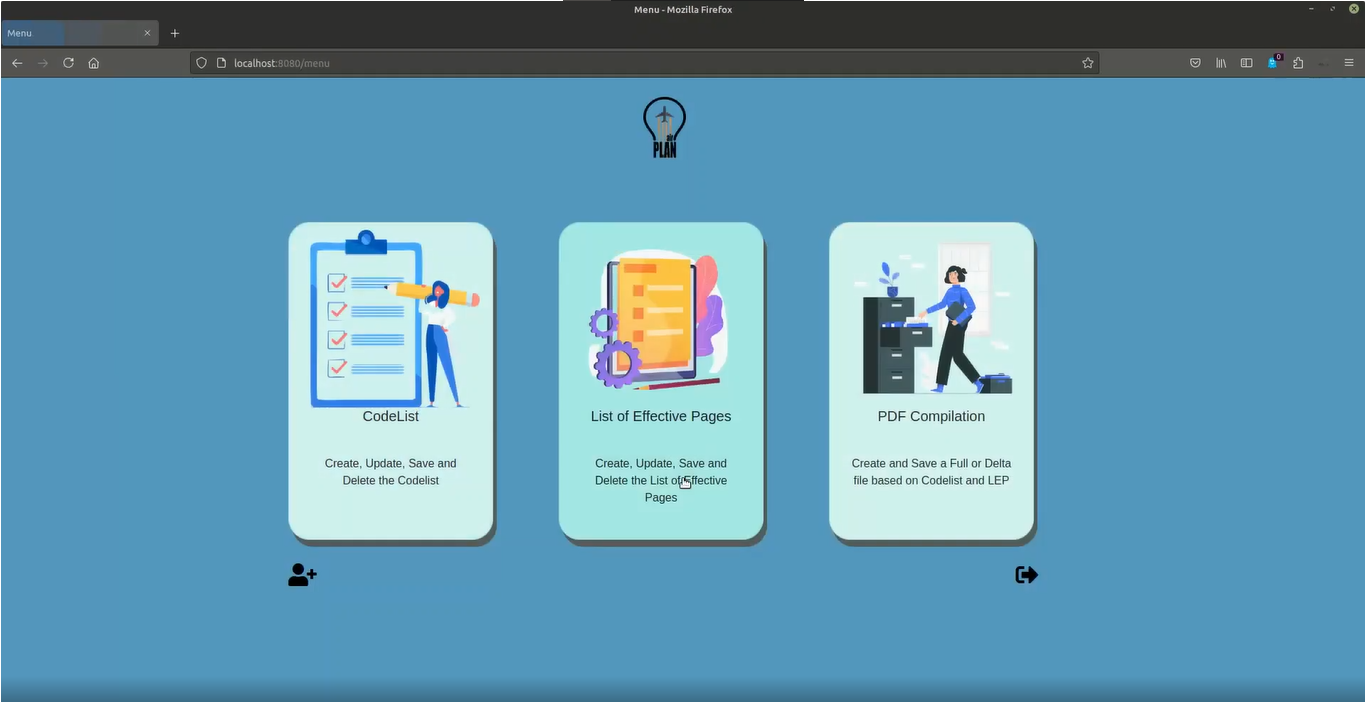 Menu - Mozilla Firefox
Menu
localhost:8080/menu
0
PLAN
CodeList
Create, Update, Save and
Delete the Codelist
List of Effective Pages
Create, Update, Save and
Delete the List of Effective
Pages
PDF Compilation
Create and Save a Full or Delta
file based on Codelist and LEP